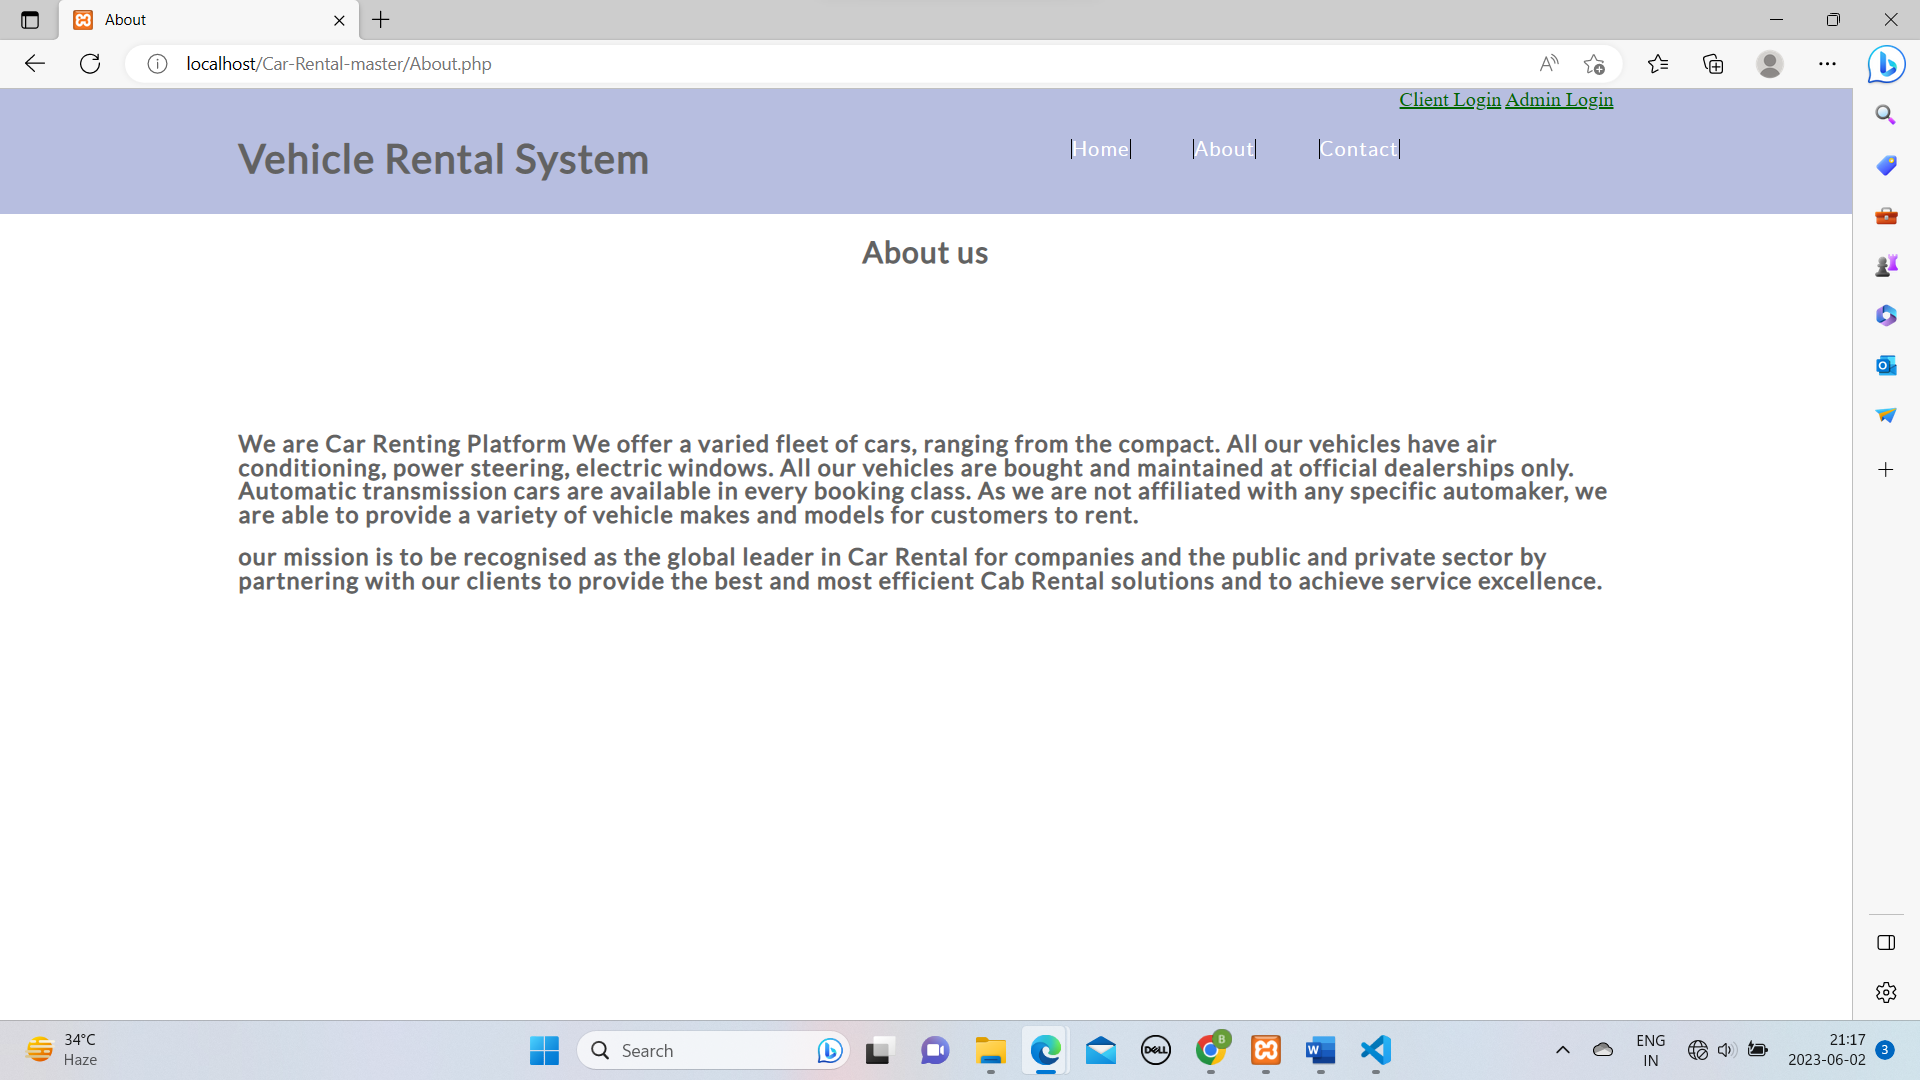 About
localhost/Car-Rental-master/About.php
Client Login Admin Login
Vehicle Rental System
Home About Contact
About us
We are Car Renting Platform We offer a varied fleet of cars, ranging from the compact. All our vehicles have air
conditioning, power steering, electric windows. All our vehicles are bought and maintained at official dealerships only.
Automatic transmission cars are available in every booking class. As we are not affiliated with any specific automaker, we
are able to provide a variety of vehicle makes and models for customers to rent.
our mission is to be recognised as the global leader in Car Rental for companies and the public and private sector by
partnering with our clients to provide the best and most efficient Cab Rental solutions and to achieve service excellence.
34°C
Haze
Search
DELL
B
W
ENG
IN
21:17
2023-06-02
3